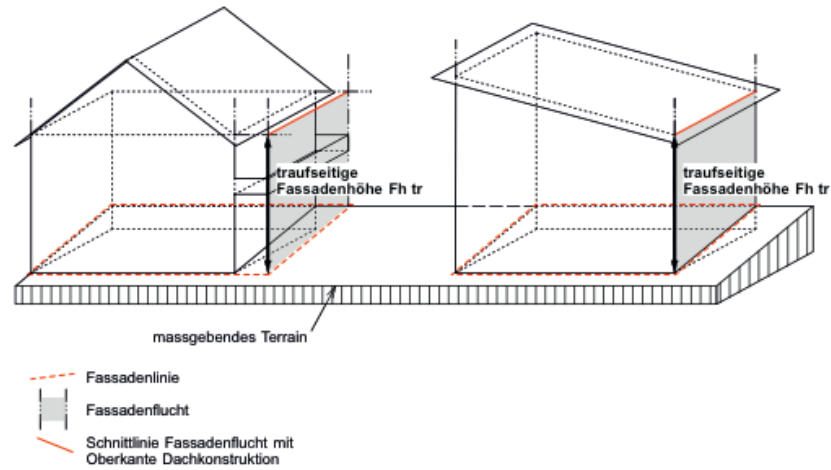 traufseitige
Fassadenhöhe Fh tr
traufseitige
Fassadenhöhe Fh tr
massgebendes Terrain
Fassadenlinie
Fassadenflucht
Schnittlinie Fassadenflucht mit
Oberkante Dachkonstruktion